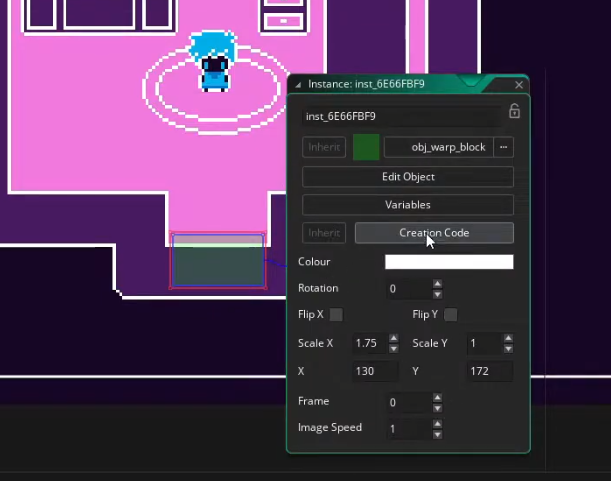 Instance: inst_6E66FBF9
inst_6E66FBF9
Inherit obj_warp_block ...
Edit Object
Variables
Inherit Creation Code
Colour
Rotation 0
Flip X Flip Y
Scale X 1.75 Scale Y 1
X 130 Y 172
Frame 0
Image Speed 1